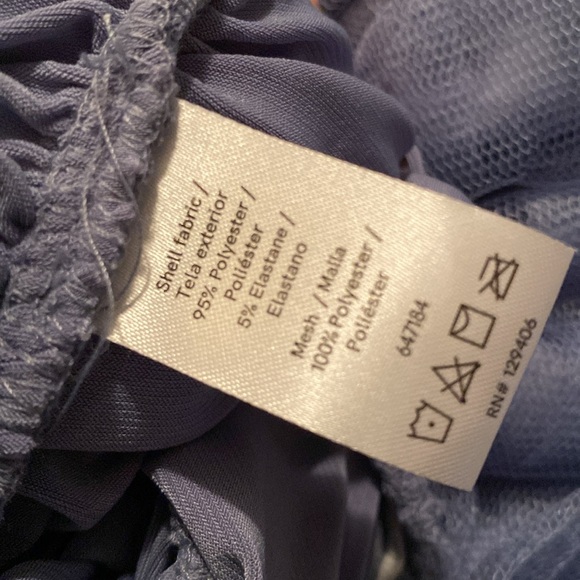 Shell fabric /
Tela exterior
95% Polyester /
Poliéster
5% Elastane /
Elastano
Mesh / Malla
100% Polyester /
Poliéster
647184
RN# 129406